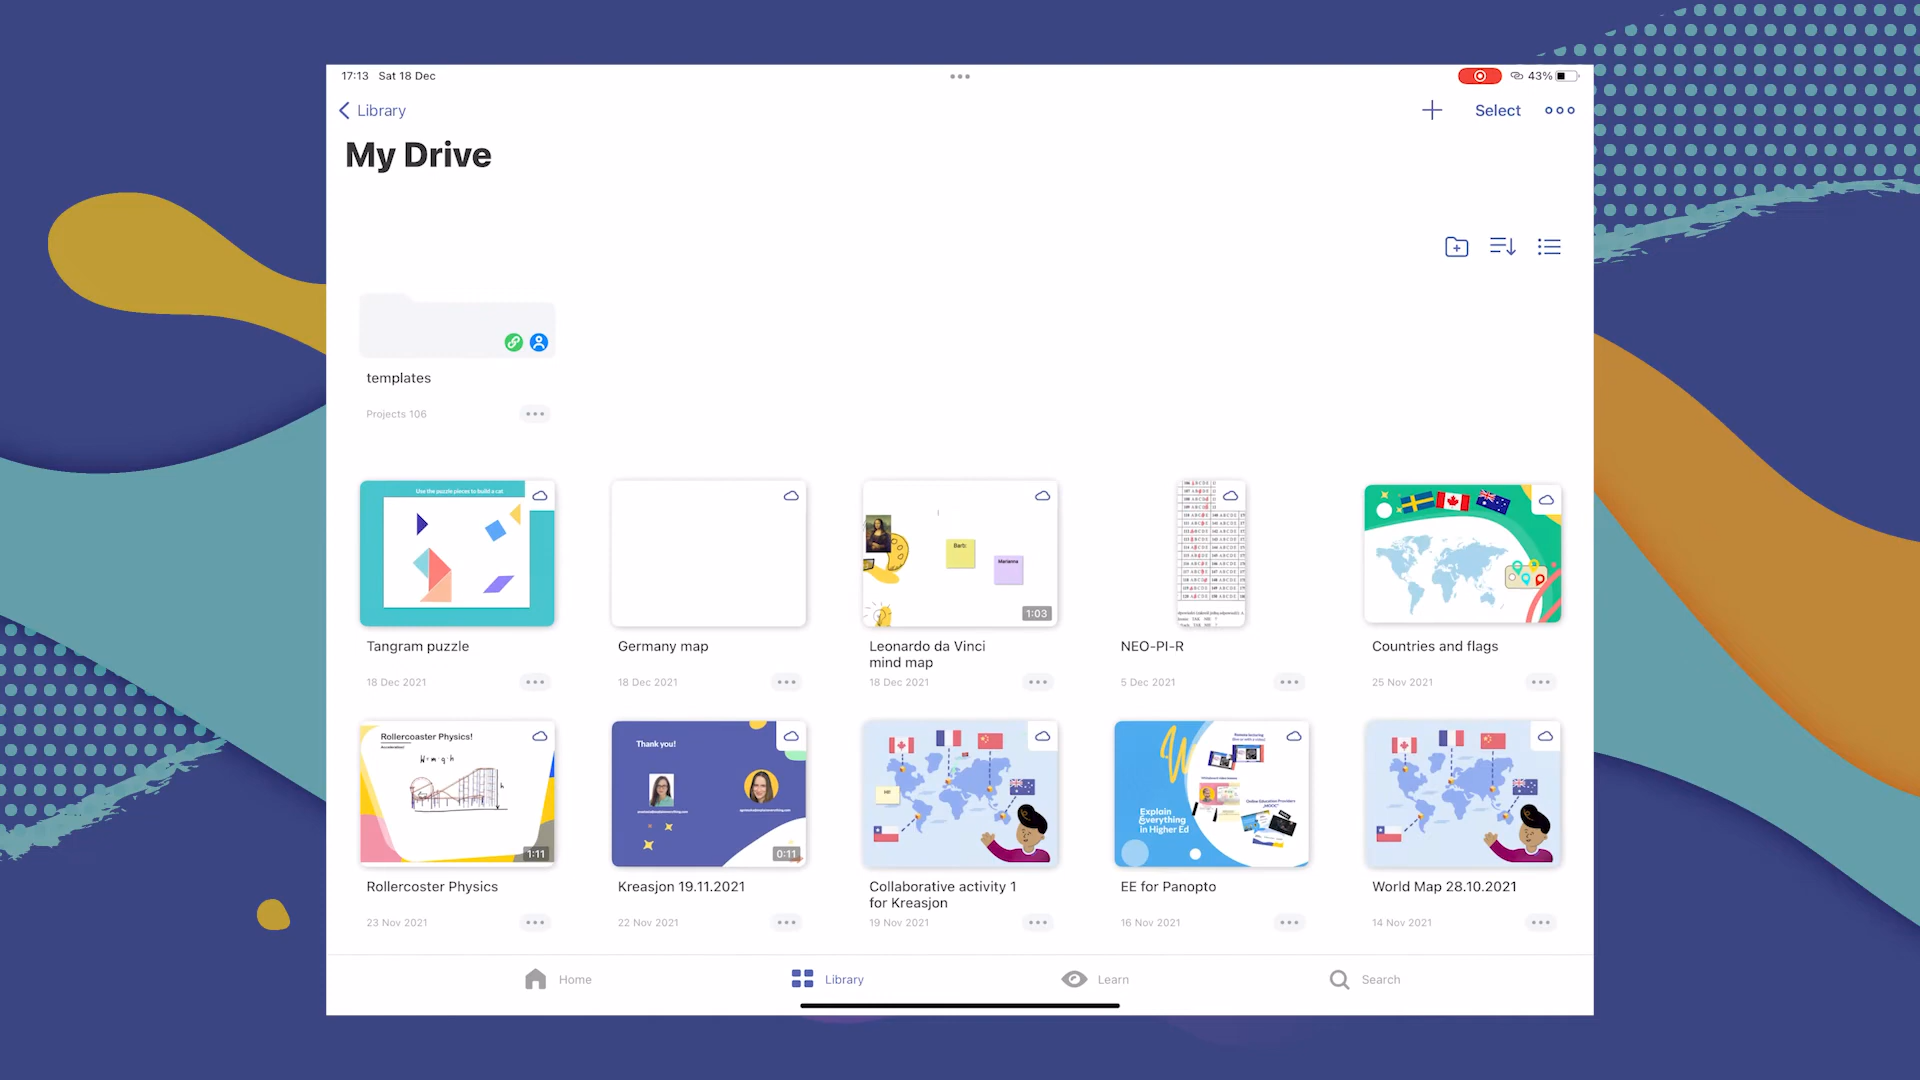 17:13 Sat 18 Dec
43%
Library
Select
My Drive
templates
Projects 106
Use the puzzle pieces to build a cat
Barb:
Marianna
1:03
Tangram puzzle
Germany map
Leonardo da Vinci
mind map
NEO-PI-R
Countries and flags
18 Dec 2021
18 Dec 2021
18 Dec 2021
5 Dec 2021
25 Nov 2021
Rollercoaster Physics!
W=m·g·h
h
1:11
Thank you!
0:11
Hi!
Explain
Everything
in Higher Ed
Rollercoster Physics
Kreasjon 19.11.2021
Collaborative activity 1
for Kreasjon
EE for Panopto
World Map 28.10.2021
23 Nov 2021
22 Nov 2021
19 Nov 2021
16 Nov 2021
14 Nov 2021
Home
Library
Learn
Search